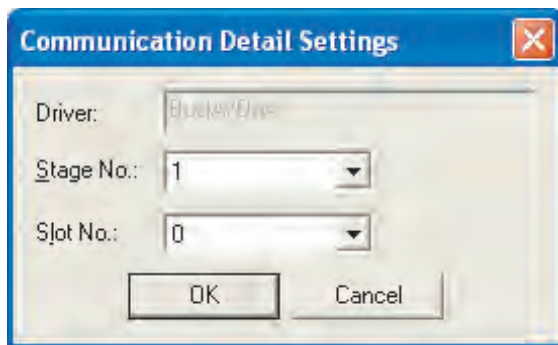 Communication Detail Settings
Driver:
Stage No.: 1
Slot No.: 0
OK Cancel